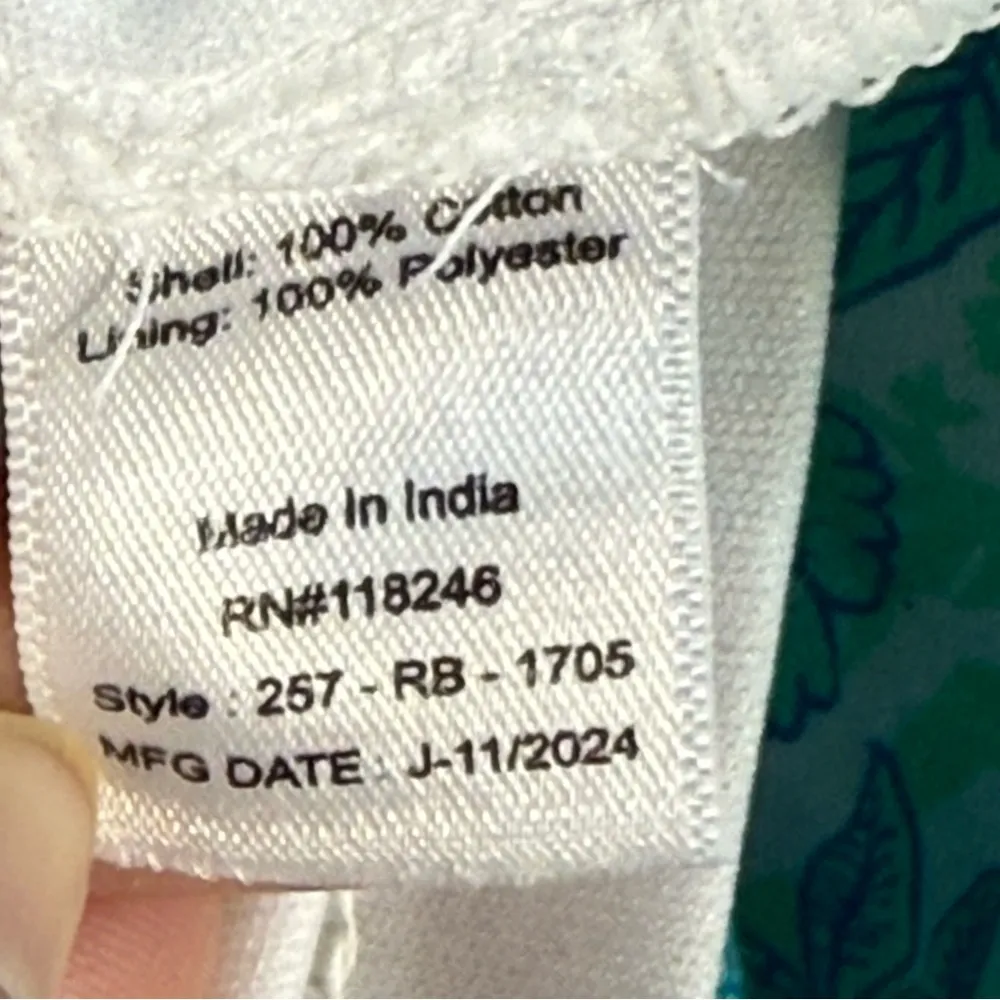 Shell: 100% Cotton
Lining: 100% Polyester
Made In India
RN#118246
Style : 257 - RB - 1705
MFG DATE : J-11/2024